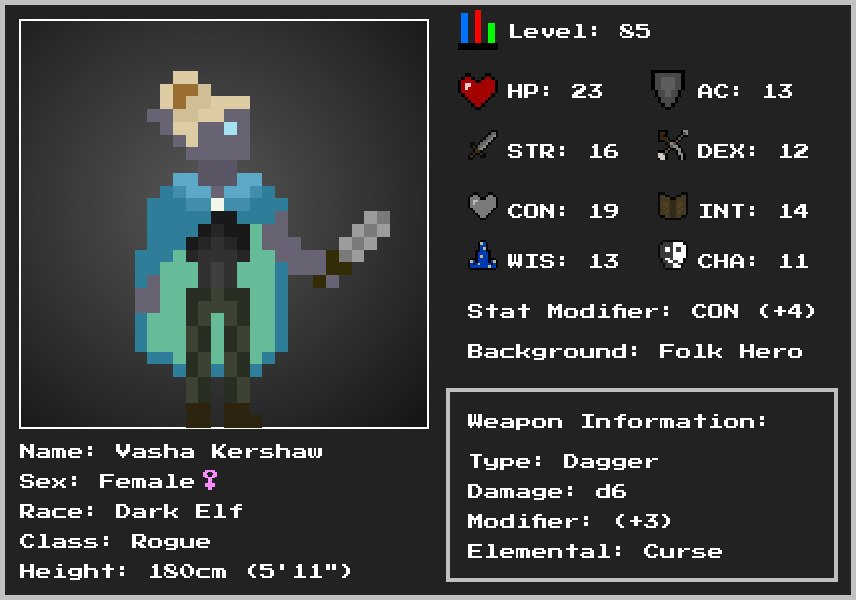 Level: 85
HP: 23
AC: 13
STR: 16
DEX: 12
CON: 19
INT: 14
WIS: 13
CHA: 11
Stat Modifier: CON (+4)
Background: Folk Hero
Weapon Information:
Type: Dagger
Damage: d6
Modifier: (+3)
Elemental: Curse
Name: Vasha Kershaw
Sex: Female♀
Race: Dark Elf
Class: Rogue
Height: 180cm (5'11")